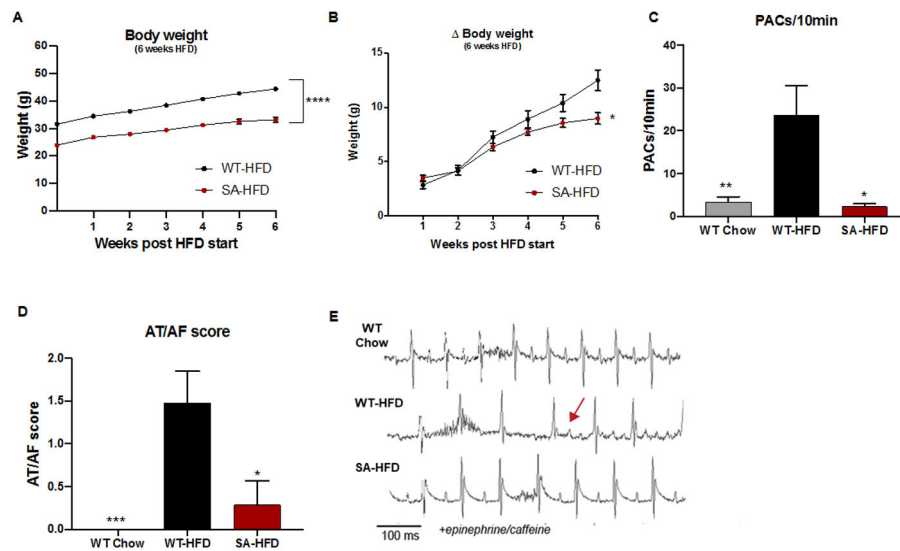 A
Body weight
(6 weeks HFD)
60
50
40
30
20
10
0
Weight (g)
****
WT-HFD
SA-HFD
1 2 3 4 5 6
Weeks post HFD start
B
Δ Body weight
(6 weeks HFD)
15
10
5
0
Weight (g)
*
WT-HFD
SA-HFD
1 2 3 4 5 6
Weeks post HFD start
C
PACs/10min
40
30
20
10
0
PACs/10min
**
*
WT Chow WT-HFD SA-HFD
D
AT/AF score
2.0
1.5
1.0
0.5
0.0
AT/AF score
***
*
WT Chow WT-HFD SA-HFD
E
WT
Chow
WT-HFD
SA-HFD
100 ms
+epinephrine/caffeine